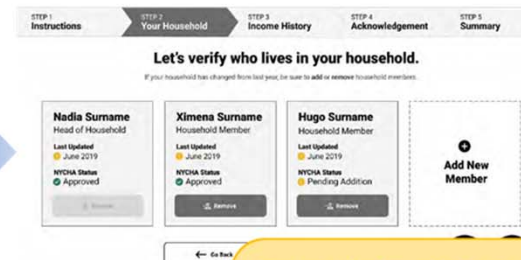 STEP 1
Instructions
STEP 2
Your Household
STEP 3
Income History
STEP 4
Acknowledgement
STEP 5
Summary
Let's verify who lives in your household.
If your household has changed from last year, be sure to add or remove household members.
Nadia Surname
Head of Household
Last Updated
June 2019
NYCHA Status
Approved
Remove
Ximena Surname
Household Member
Last Updated
June 2019
NYCHA Status
Approved
Remove
Hugo Surname
Household Member
Last Updated
June 2019
NYCHA Status
Pending Addition
Remove
Add New
Member
Go Back